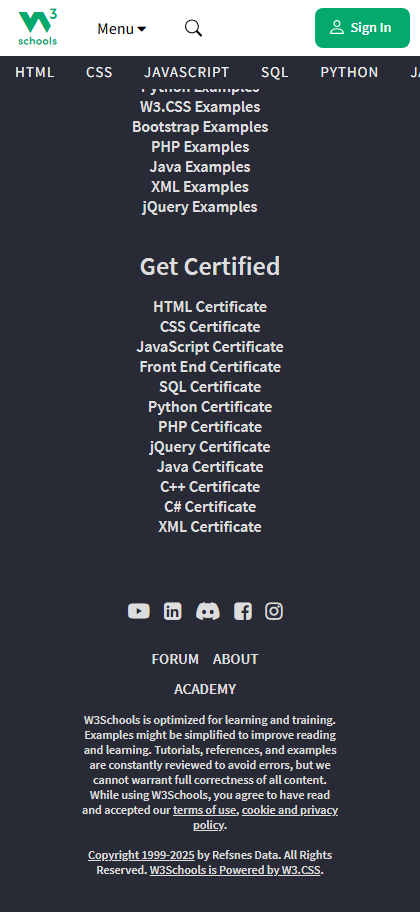 W3
schools
Menu
Sign In
HTML CSS JAVASCRIPT SQL PYTHON
Python Examples
W3.CSS Examples
Bootstrap Examples
PHP Examples
Java Examples
XML Examples
jQuery Examples
Get Certified
HTML Certificate
CSS Certificate
JavaScript Certificate
Front End Certificate
SQL Certificate
Python Certificate
PHP Certificate
jQuery Certificate
Java Certificate
C++ Certificate
C# Certificate
XML Certificate
FORUM ABOUT
ACADEMY
W3Schools is optimized for learning and training.
Examples might be simplified to improve reading
and learning. Tutorials, references, and examples
are constantly reviewed to avoid errors, but we
cannot warrant full correctness of all content.
While using W3Schools, you agree to have read
and accepted our terms of use, cookie and privacy
policy.
Copyright 1999-2025 by Refsnes Data. All Rights
Reserved. W3Schools is Powered by W3.CSS.